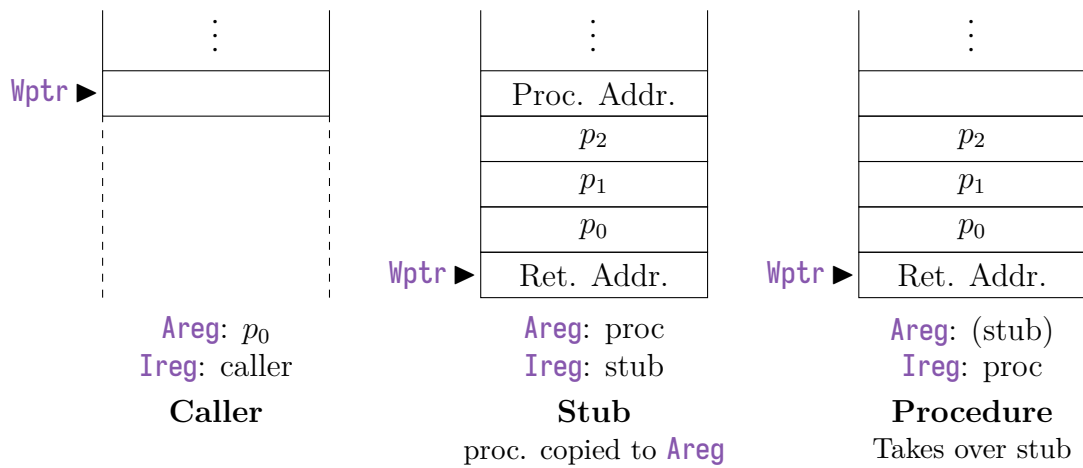 ⋮
Wptr ▶
Areg: p₀
Ireg: caller
Caller
⋮
Proc. Addr.
p₂
p₁
p₀
Wptr ▶ Ret. Addr.
Areg: proc
Ireg: stub
Stub
proc. copied to Areg
⋮
p₂
p₁
p₀
Wptr ▶ Ret. Addr.
Areg: (stub)
Ireg: proc
Procedure
Takes over stub